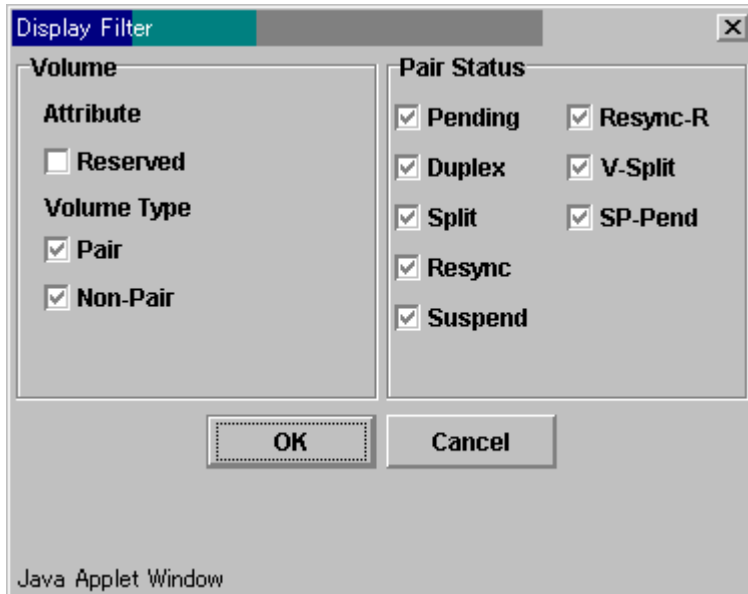 Display Filter
Volume
Attribute
Reserved
Volume Type
Pair
Non-Pair
Pair Status
Pending
Duplex
Split
Resync
Suspend
Resync-R
V-Split
SP-Pend
OK
Cancel
Java Applet Window